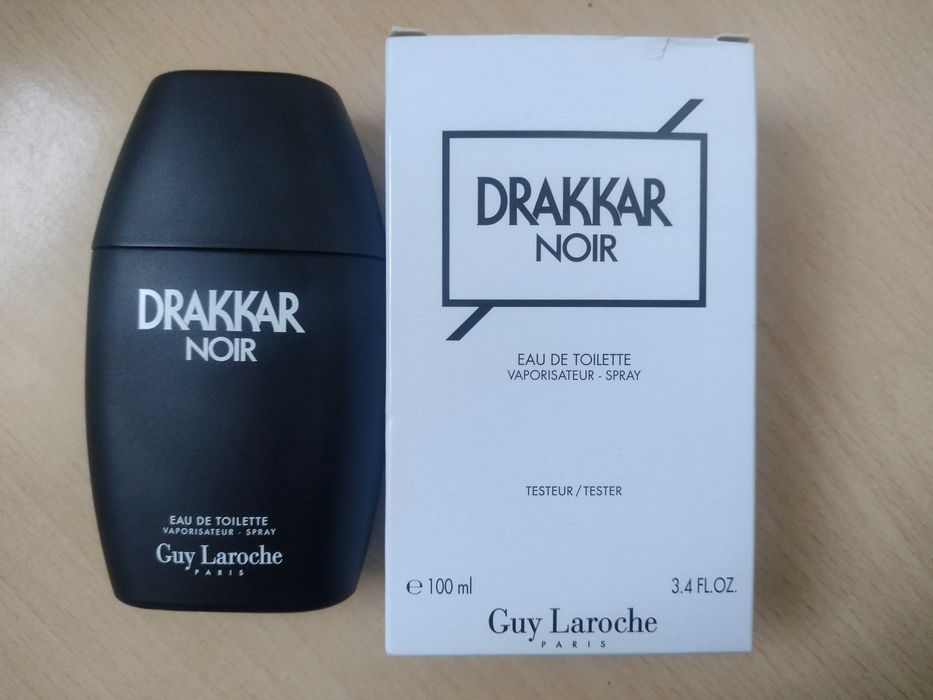 DRAKKAR
NOIR
EAU DE TOILETTE
VAPORISATEUR - SPRAY
Guy Laroche
PARIS
DRAKKAR
NOIR
EAU DE TOILETTE
VAPORISATEUR - SPRAY
TESTEUR / TESTER
℮ 100 ml 3.4 FL.OZ.
Guy Laroche
PARIS